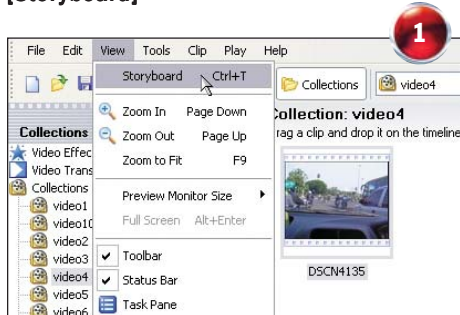 [Storyboard]
1
File Edit View Tools Clip Play Help
Storyboard Ctrl+T
Collections video4
Zoom In Page Down
Zoom Out Page Up
Zoom to Fit F9
Preview Monitor Size
Full Screen Alt+Enter
Toolbar
Status Bar
Task Pane
Collections
Video Effec
Video Trans
Collections
video1
video10
video2
video3
video4
video5
video6
Collection: video4
rag a clip and drop it on the timeline
DSCN4135